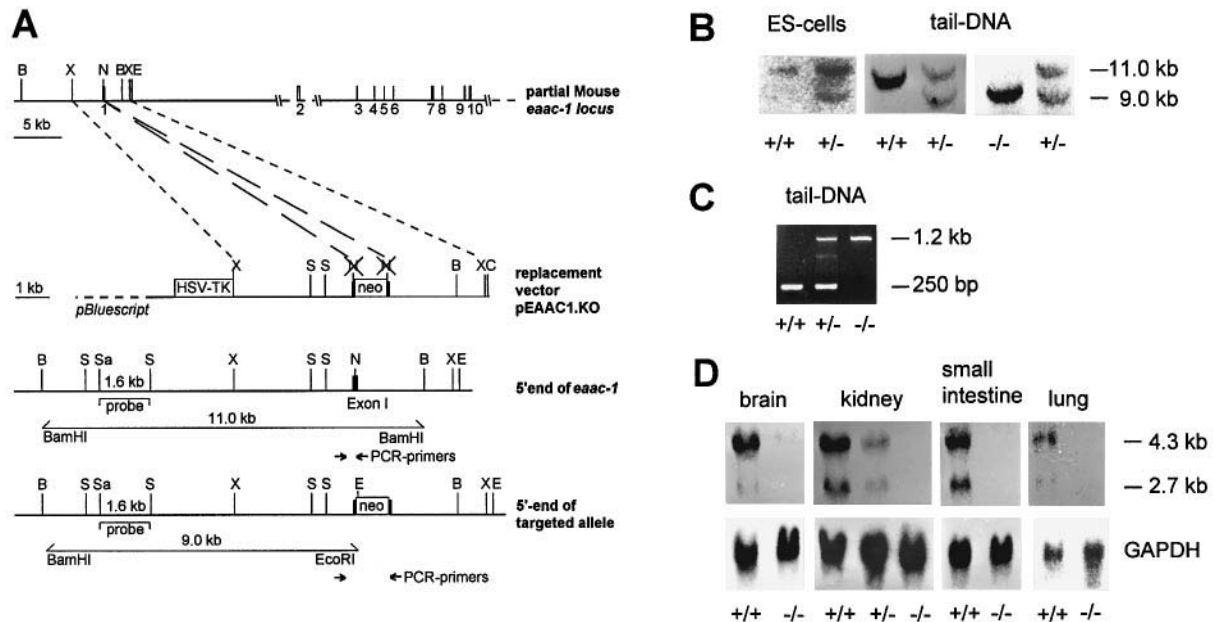 A
B X N BXE
1 2 3 4 5 6 7 8 9 10
partial Mouse
eaac-1 locus
5 kb
X S S N N B XC
HSV-TK neo
1 kb
pBluescript
replacement
vector
pEAAC1.KO
B S Sa S X S S N B XE
1.6 kb
probe
Exon I
5'end of eaac-1
11.0 kb
BamHI BamHI
PCR-primers
B S Sa S X S S E B X E
1.6 kb neo
probe
5'-end of
targeted allele
9.0 kb
BamHI EcoRI
PCR-primers
B
ES-cells tail-DNA
11.0 kb
9.0 kb
+/+ +/- +/+ +/- -/- +/-
C
tail-DNA
1.2 kb
250 bp
+/+ +/- -/-
D
brain kidney small
intestine lung
4.3 kb
2.7 kb
GAPDH
+/+ -/- +/+ +/- -/- +/+ -/- +/+ -/-